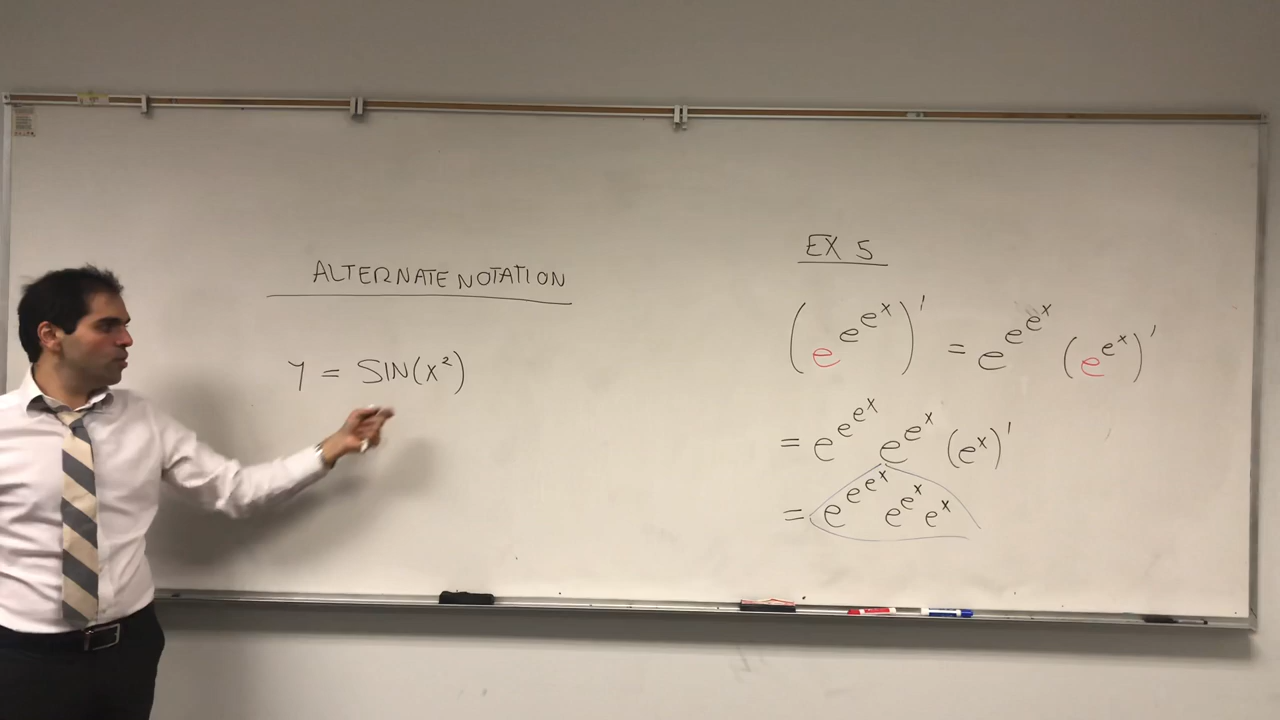 ALTERNATE NOTATION
Y = SIN(X²)
EX 5
(e^{e^{e^x}})' = e^{e^{e^x}} (e^{e^x})'
= e^{e^{e^x}} e^{e^x} (e^x)'
= e^{e^{e^x}} e^{e^x} e^x